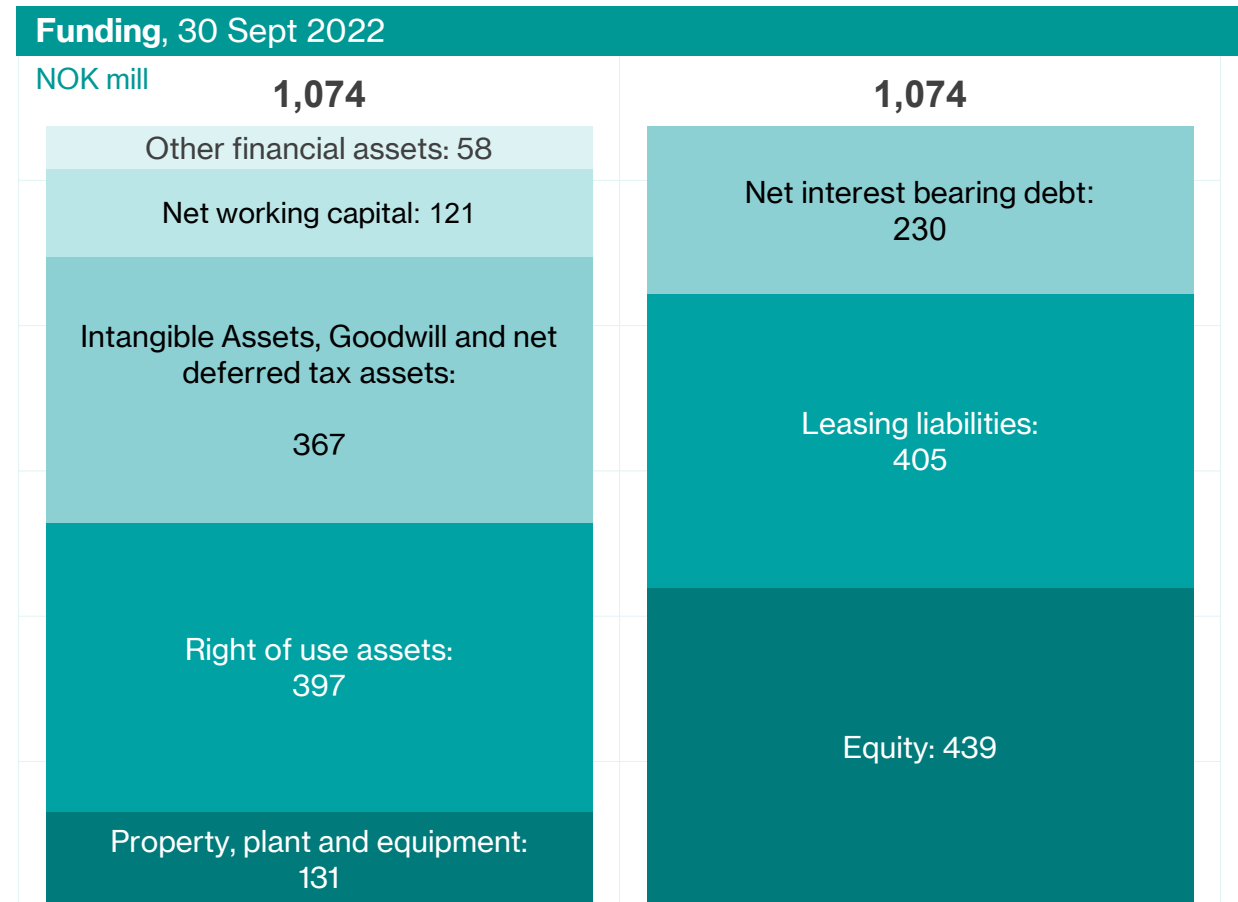 Funding, 30 Sept 2022
NOK mill
1,074
Other financial assets: 58
Net working capital: 121
Intangible Assets, Goodwill and net
deferred tax assets:
367
Right of use assets:
397
Property, plant and equipment:
131
1,074
Net interest bearing debt:
230
Leasing liabilities:
405
Equity: 439